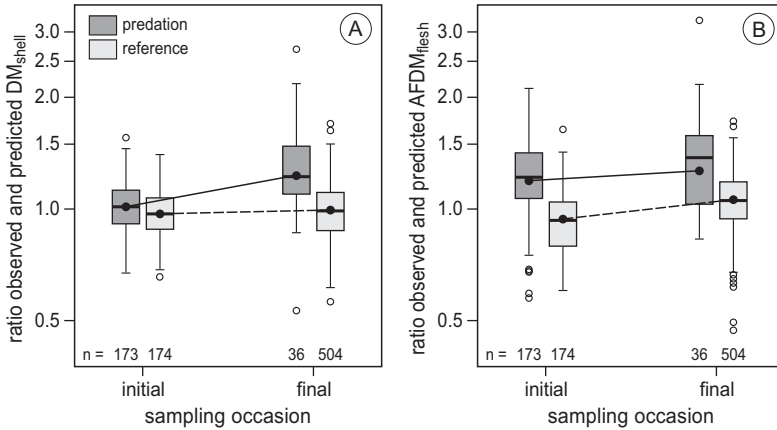 ratio observed and predicted DMshell
3.0
2.5
2.0
1.5
1.0
0.5
predation
reference
A
n = 173 174 36 504
initial final
sampling occasion
ratio observed and predicted AFDMflesh
3.0
2.5
2.0
1.5
1.0
0.5
B
n = 173 174 36 504
initial final
sampling occasion